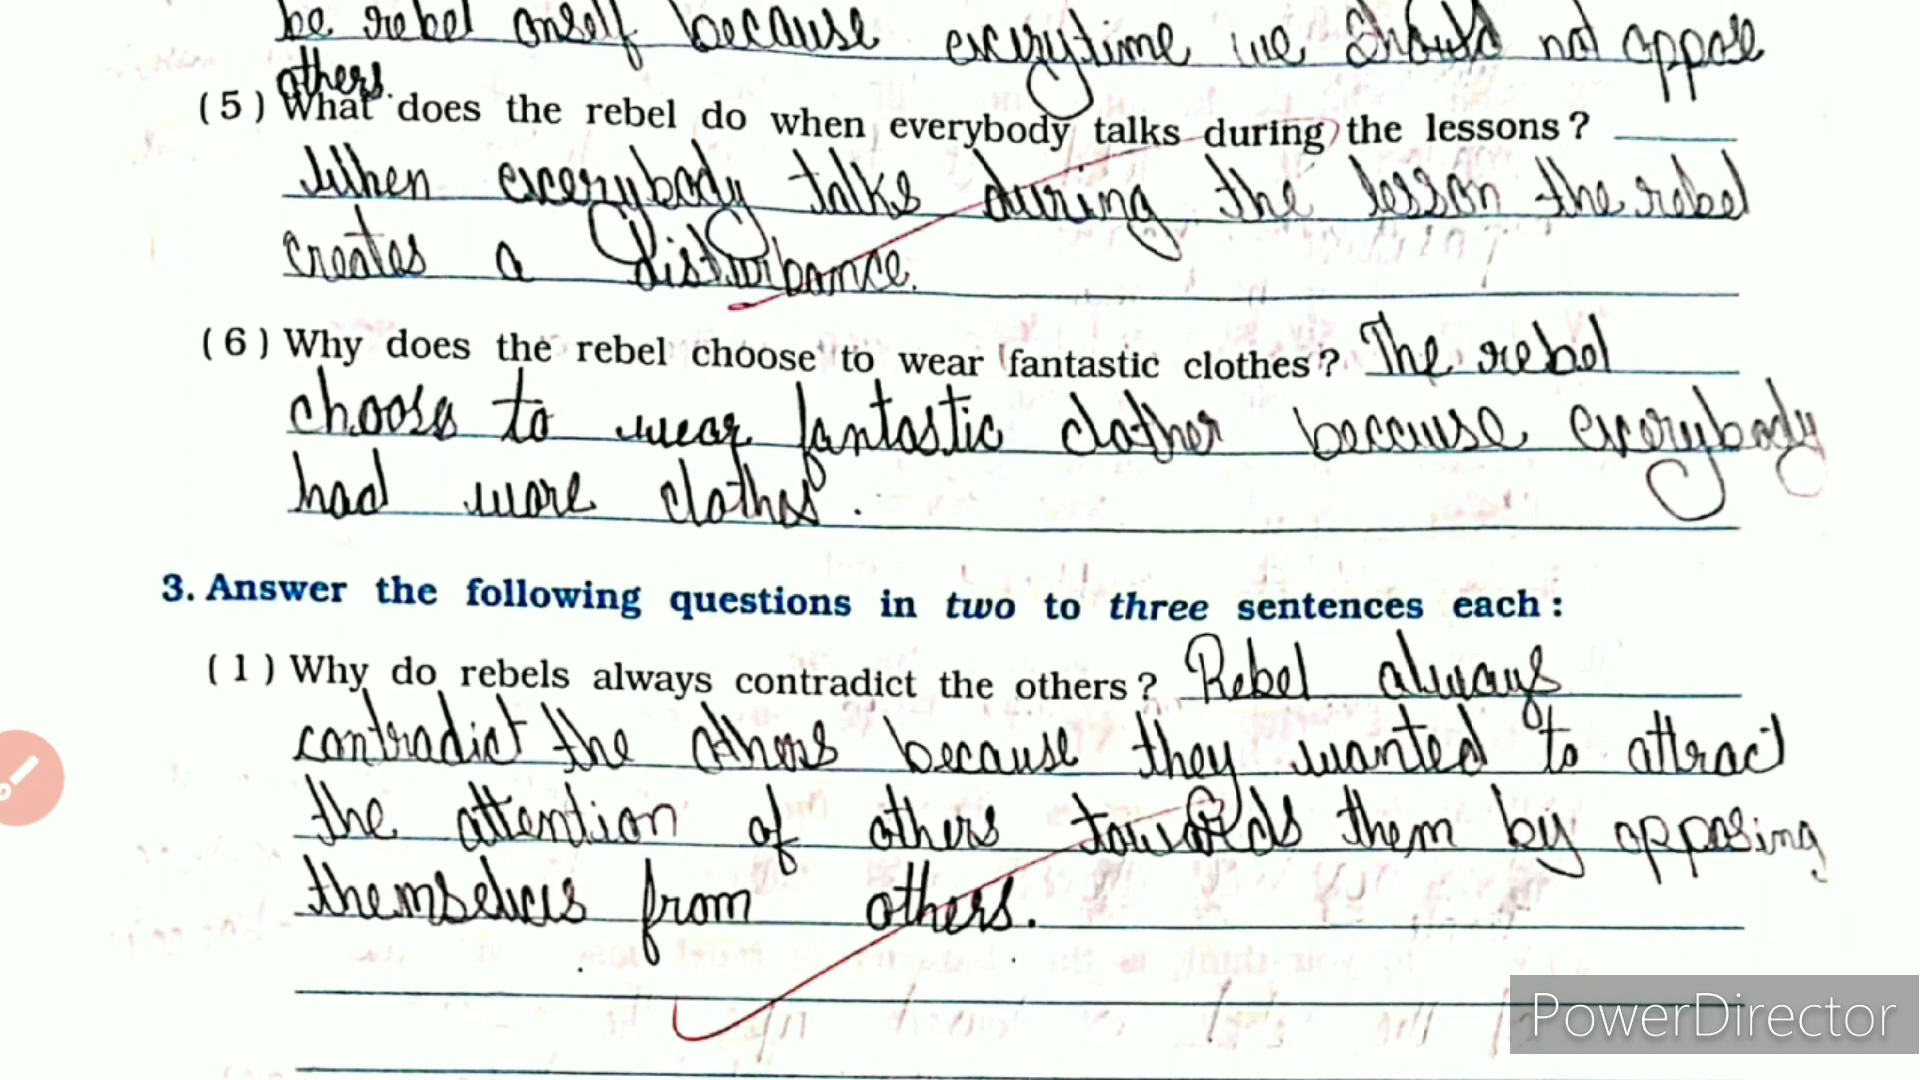 be rebel onself because everytime we should not oppose
others.
(5) What does the rebel do when everybody talks during the lessons?
When everybody talks during the lesson the rebel
creates a disturbance.
(6) Why does the rebel choose to wear fantastic clothes? The rebel
choose to wear fantastic clother because everybody
had wore clothes.
3. Answer the following questions in two to three sentences each:
(1) Why do rebels always contradict the others? Rebel always
contradict the others because they wanted to attract
the attention of others towards them by opposing
themselves from others.
PowerDirector